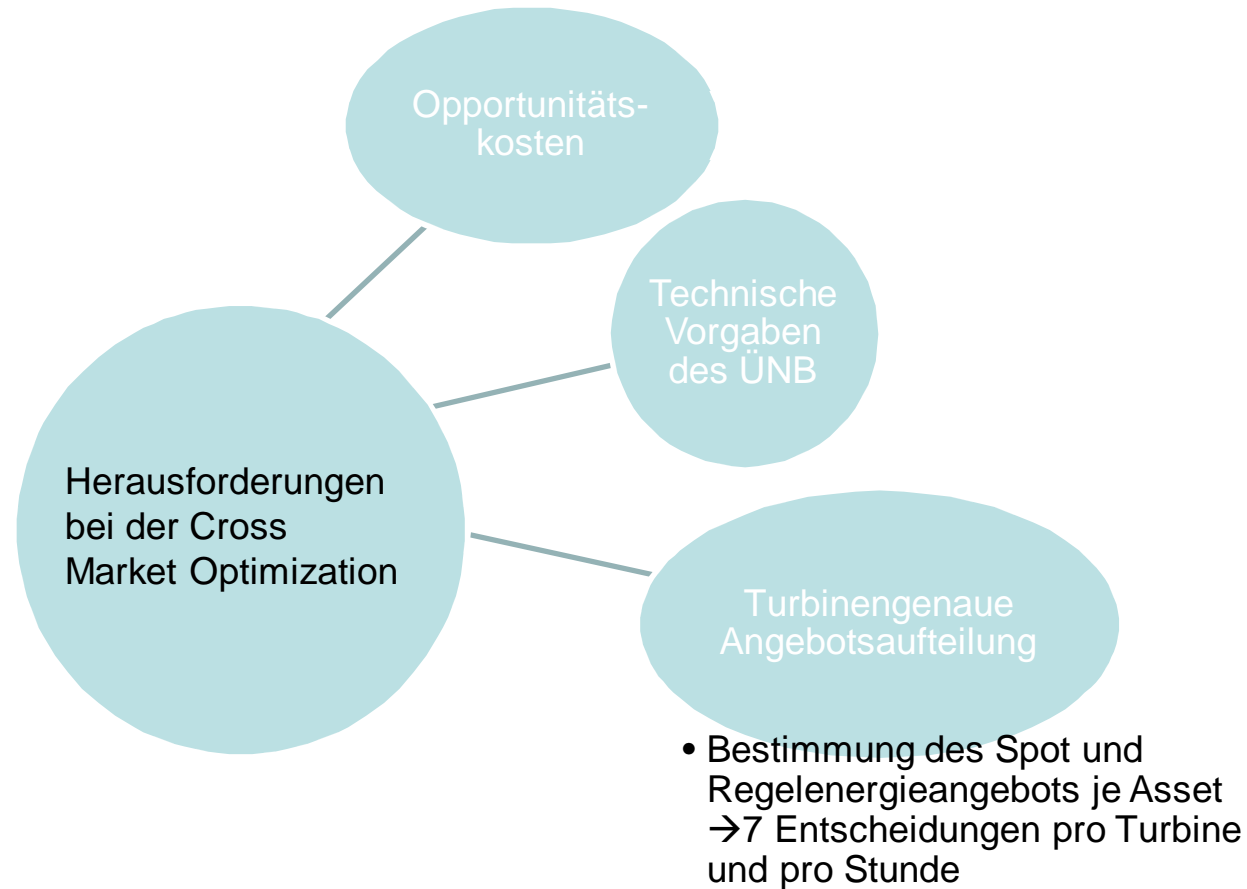 Opportunitäts-
kosten
Technische
Vorgaben
des ÜNB
Herausforderungen
bei der Cross
Market Optimization
Turbinengenaue
Angebotsaufteilung
• Bestimmung des Spot und
Regelenergieangebots je Asset
→7 Entscheidungen pro Turbine
und pro Stunde